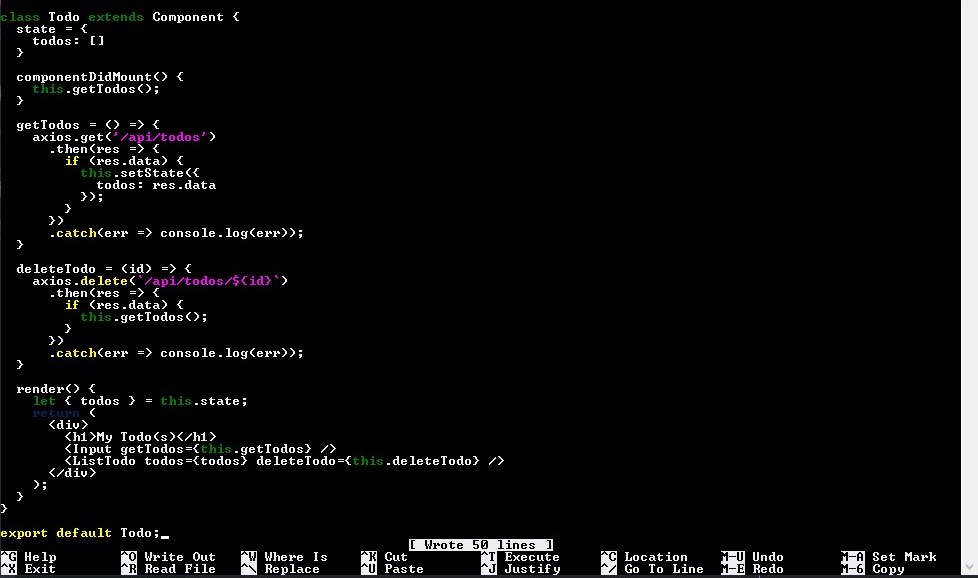 class Todo extends Component {
  state = {
    todos: []
  }

  componentDidMount() {
    this.getTodos();
  }

  getTodos = () => {
    axios.get('/api/todos')
      .then(res => {
        if (res.data) {
          this.setState({
            todos: res.data
          });
        }
      })
      .catch(err => console.log(err));
  }

  deleteTodo = (id) => {
    axios.delete(`/api/todos/${id}`)
      .then(res => {
        if (res.data) {
          this.getTodos();
        }
      })
      .catch(err => console.log(err));
  }

  render() {
    let { todos } = this.state;
    return (
      <div>
        <h1>My Todo(s)</h1>
        <Input getTodos={this.getTodos} />
        <ListTodo todos={todos} deleteTodo={this.deleteTodo} />
      </div>
    );
  }
}

export default Todo;
[ Wrote 50 lines ]
^G Help ^O Write Out ^W Where Is ^K Cut ^T Execute ^C Location M-U Undo M-A Set Mark
^X Exit ^R Read File ^\ Replace ^U Paste ^J Justify ^/ Go To Line M-E Redo M-6 Copy